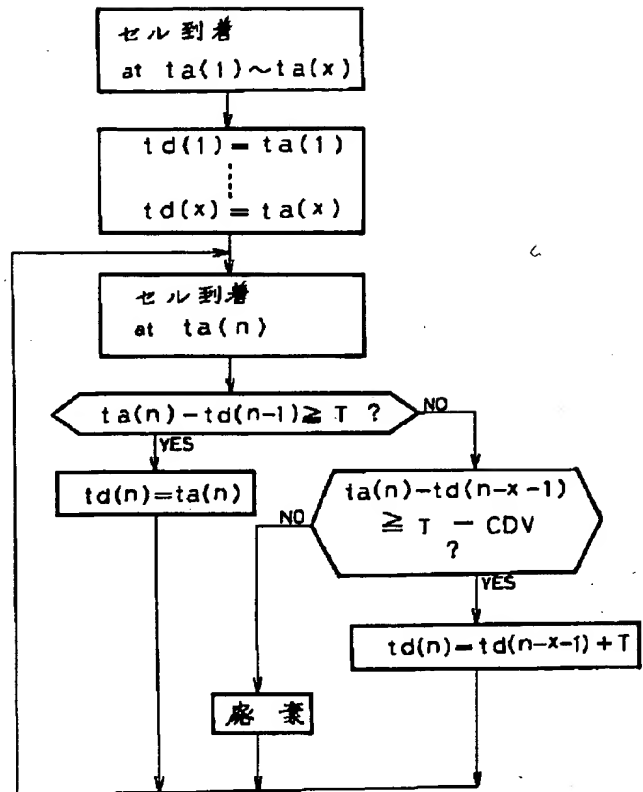 セル到着
at ta(1)～ta(x)
td(1)=ta(1)
td(x)=ta(x)
セル到着
at ta(n)
ta(n)-td(n-1)≧T ?
NO
YES
td(n)=ta(n)
ta(n)-td(n-x-1)
≧ T - CDV
?
NO
YES
td(n)=td(n-x-1)+T
廃棄